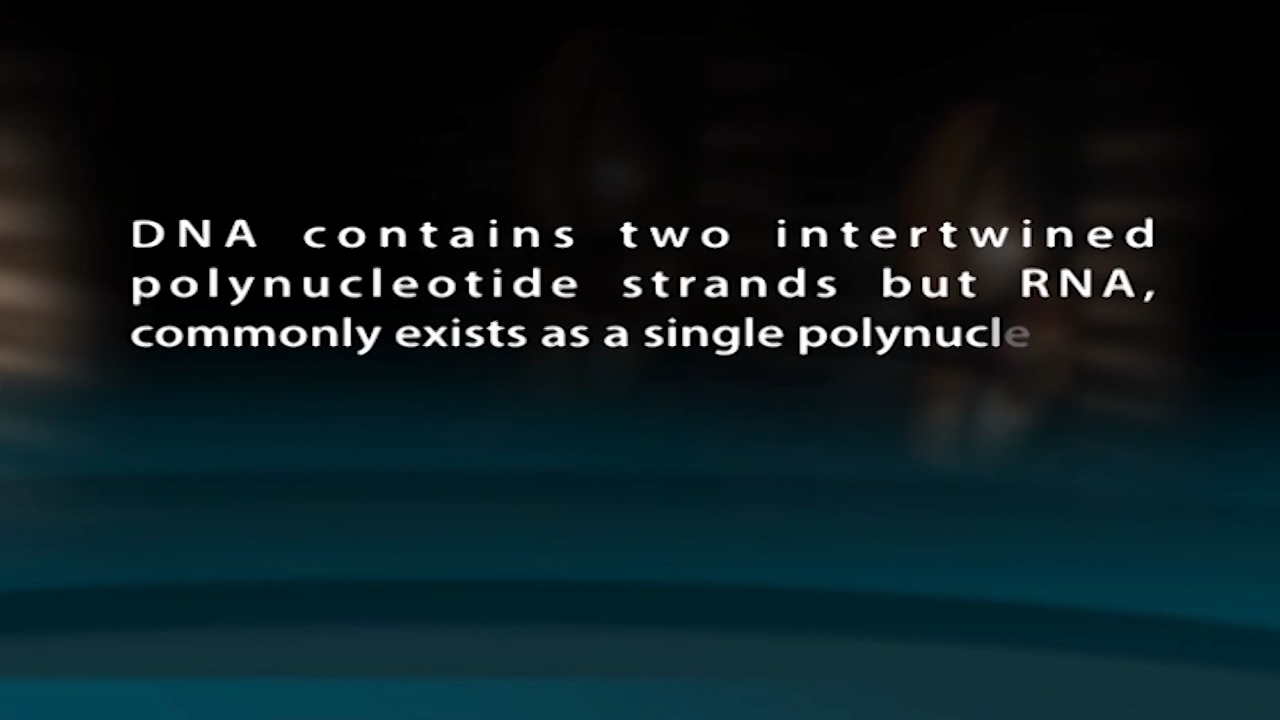 DNA contains two intertwined
polynucleotide strands but RNA,
commonly exists as a single polynucle